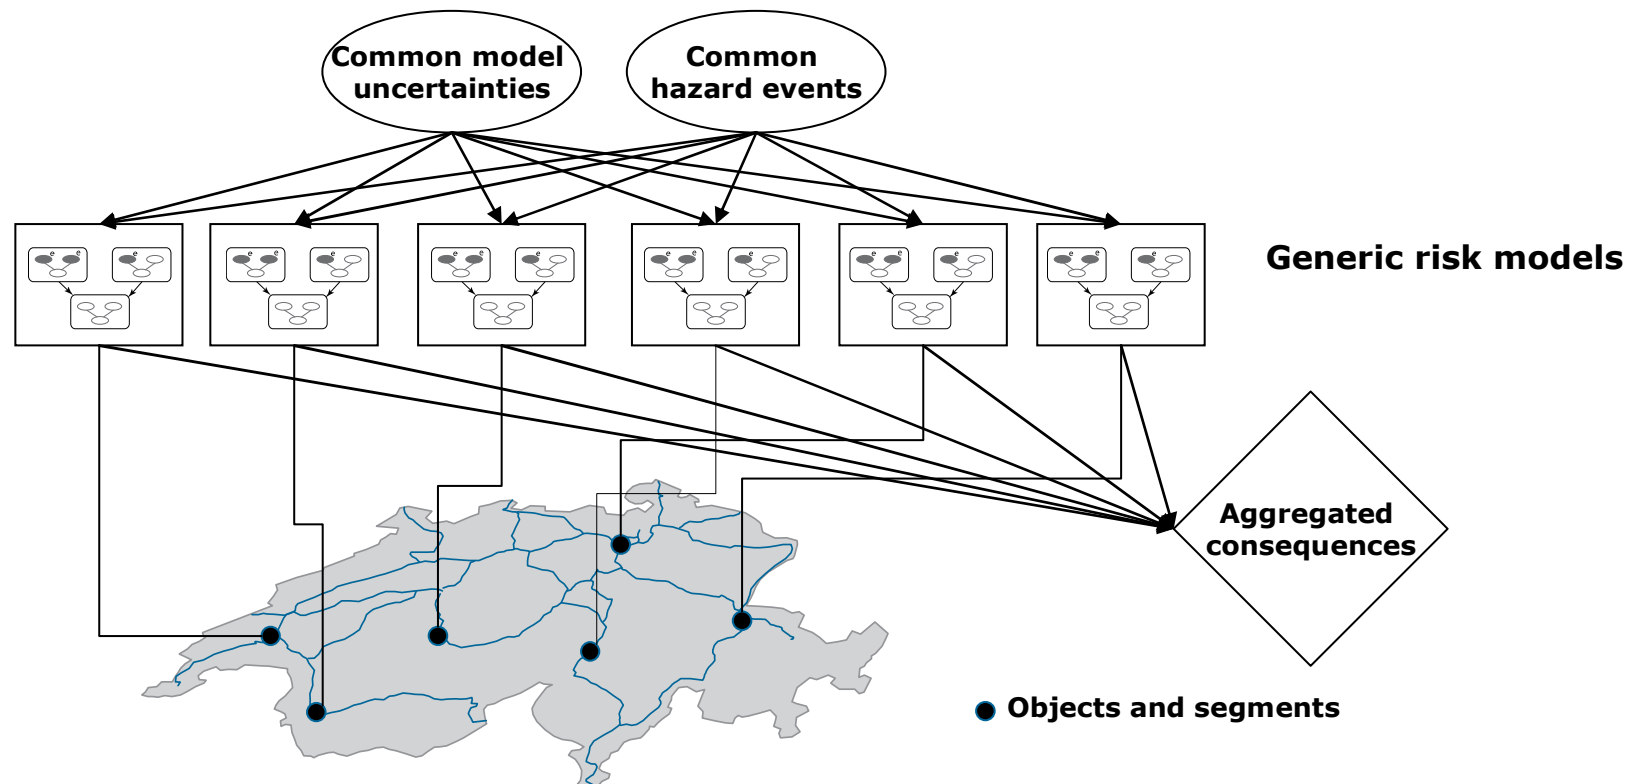 Common model
uncertainties
Common
hazard events
e e e
e e e
e e e
e e e
e e e
e e e
Generic risk models
Aggregated
consequences
Objects and segments